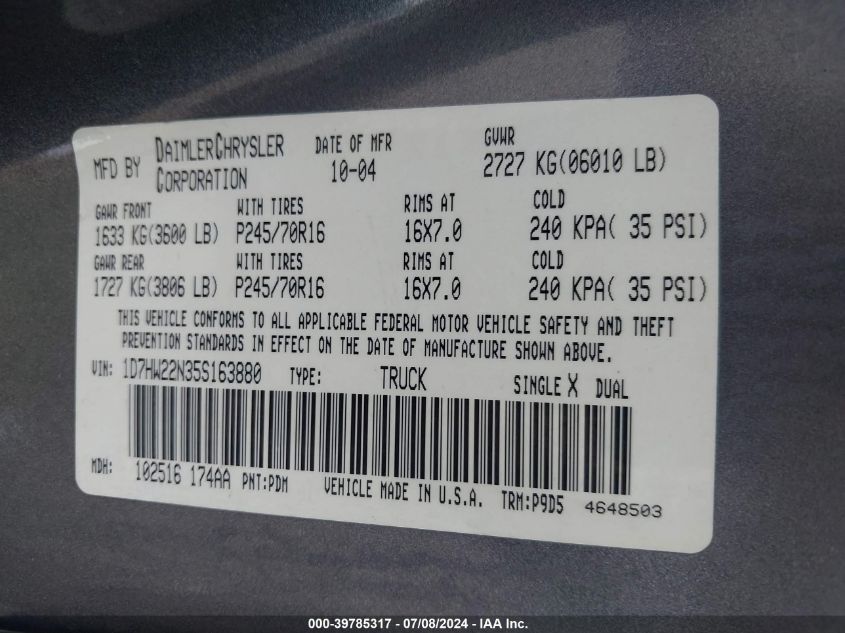 MFD BY DAIMLERCHRYSLER CORPORATION DATE OF MFR 10-04 GVWR 2727 KG(06010 LB)
GAWR FRONT WITH TIRES RIMS AT COLD
1633 KG(3600 LB) P245/70R16 16X7.0 240 KPA( 35 PSI)
GAWR REAR WITH TIRES RIMS AT COLD
1727 KG(3806 LB) P245/70R16 16X7.0 240 KPA( 35 PSI)
THIS VEHICLE CONFORMS TO ALL APPLICABLE FEDERAL MOTOR VEHICLE SAFETY AND THEFT
PREVENTION STANDARDS IN EFFECT ON THE DATE OF MANUFACTURE SHOWN ABOVE.
VIN: 1D7HW22N35S163880 TYPE: TRUCK SINGLE X DUAL
MDH: 102516 174AA PNT:PDM VEHICLE MADE IN U.S.A. TRM:P9D5 4648503
000-39785317 / 07/08/2024 - IAA Inc.